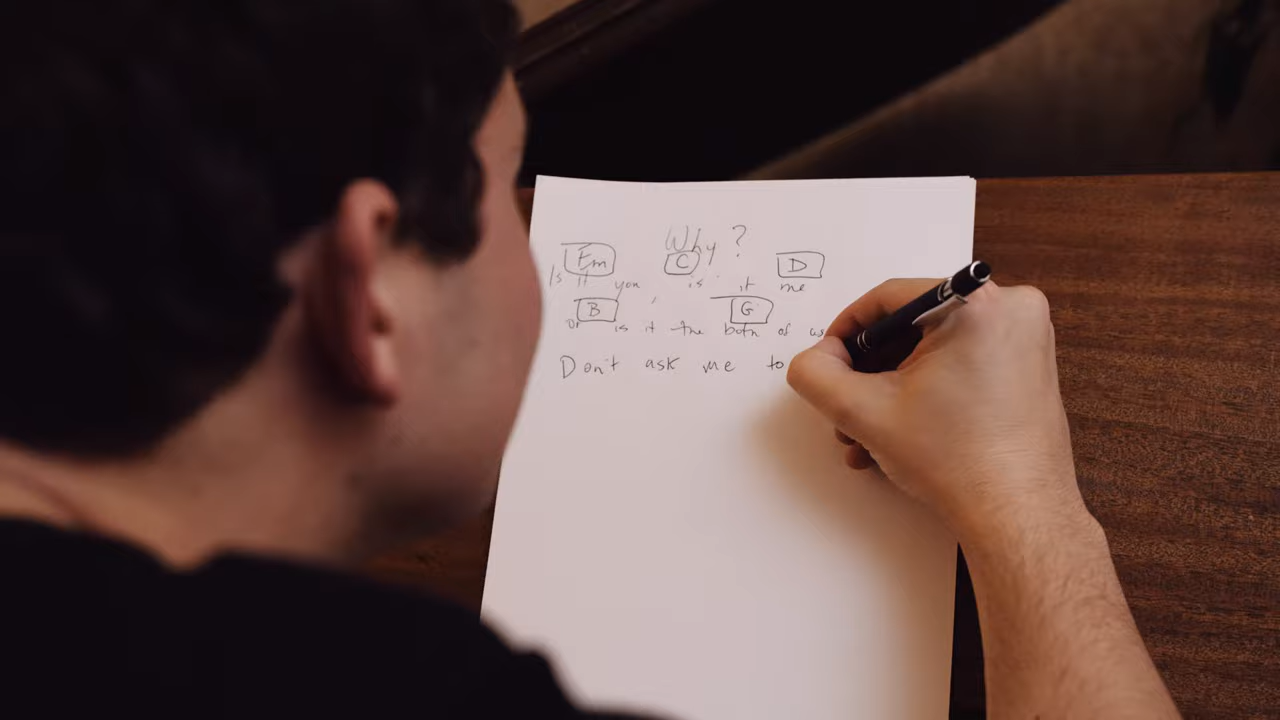 Why?
Em C D
Is it you is it me
B G
or is it the both of us
Don't ask me to